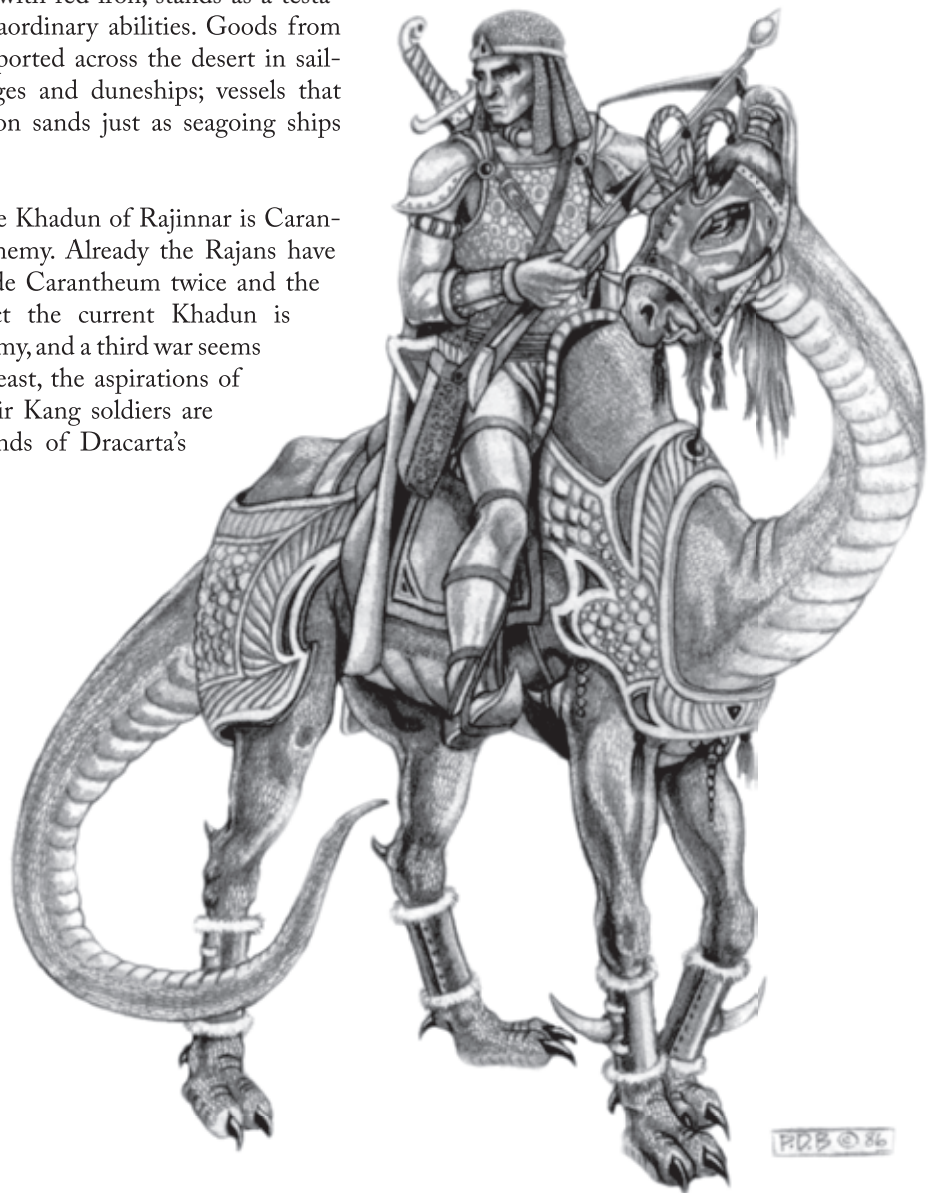 with red iron, stands as a testa-
aordinary abilities. Goods from
ported across the desert in sail-
ges and duneships; vessels that
on sands just as seagoing ships
e Khadun of Rajinnar is Caran-
nemy. Already the Rajans have
de Carantheum twice and the
ct the current Khadun is
my, and a third war seems
east, the aspirations of
ir Kang soldiers are
nds of Dracarta's
P.D.B © 86